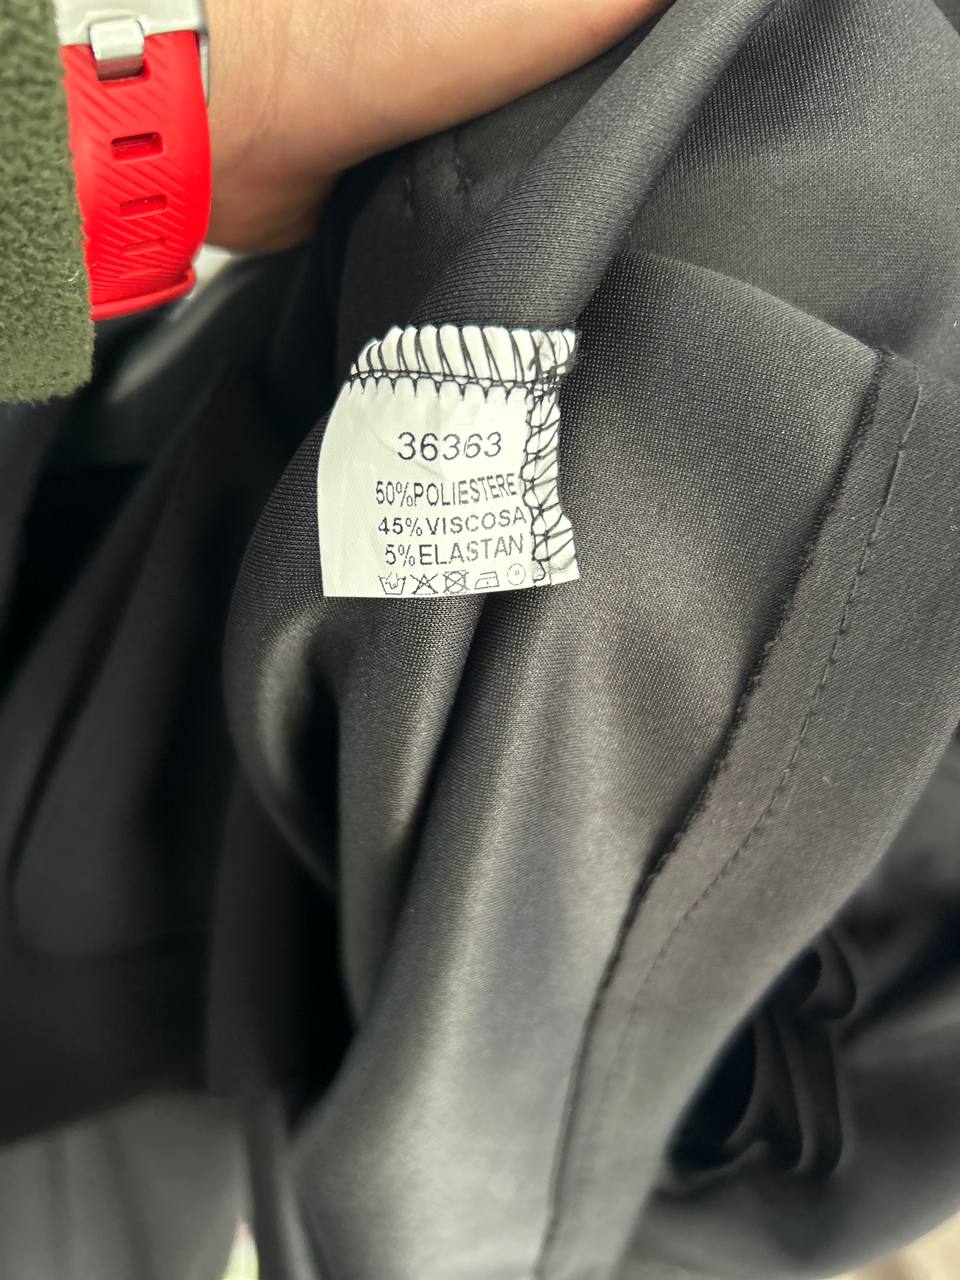 36363
50%POLIESTERE
45%VISCOSA
5%ELASTAN